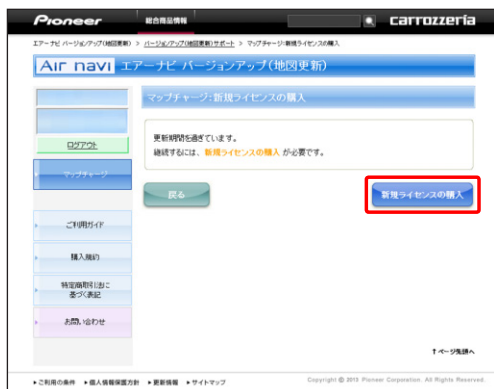 Pioneer
総合商品情報
carrozzeria
エアーナビ バージョンアップ(地図更新) > バージョンアップ(地図更新)サポート > マップチャージ:新規ライセンスの購入
AIr navI エアーナビ バージョンアップ(地図更新)
マップチャージ:新規ライセンスの購入
ログアウト
マップチャージ
ご利用ガイド
購入規約
特定商取引法に
基づく表記
お問い合わせ
更新期間を過ぎています。
継続するには、新規ライセンスの購入 が必要です。
戻る
新規ライセンスの購入
↑ページ先頭へ
ご利用の条件 個人情報保護方針 更新情報 サイトマップ
Copyright © 2013 Pioneer Corporation. All Rights Reserved.